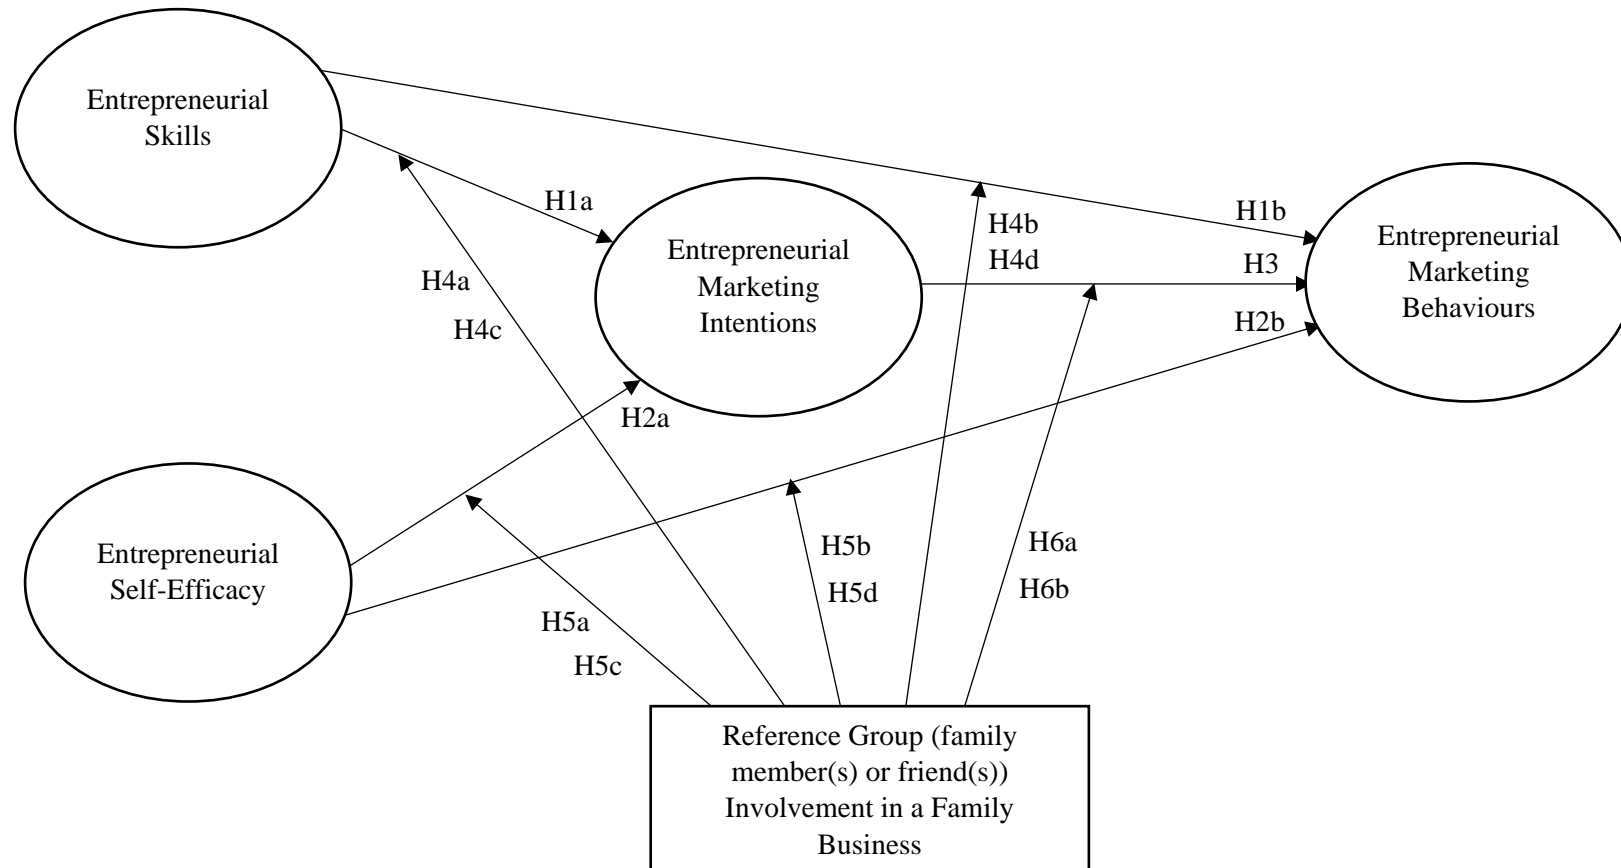 Entrepreneurial
Skills
H1a
H1b
H4b
H4d
Entrepreneurial
Marketing
Intentions
H3
Entrepreneurial
Marketing
Behaviours
H4a
H4c
H2a
H2b
Entrepreneurial
Self-Efficacy
H5a
H5c
H5b
H5d
H6a
H6b
Reference Group (family
member(s) or friend(s))
Involvement in a Family
Business